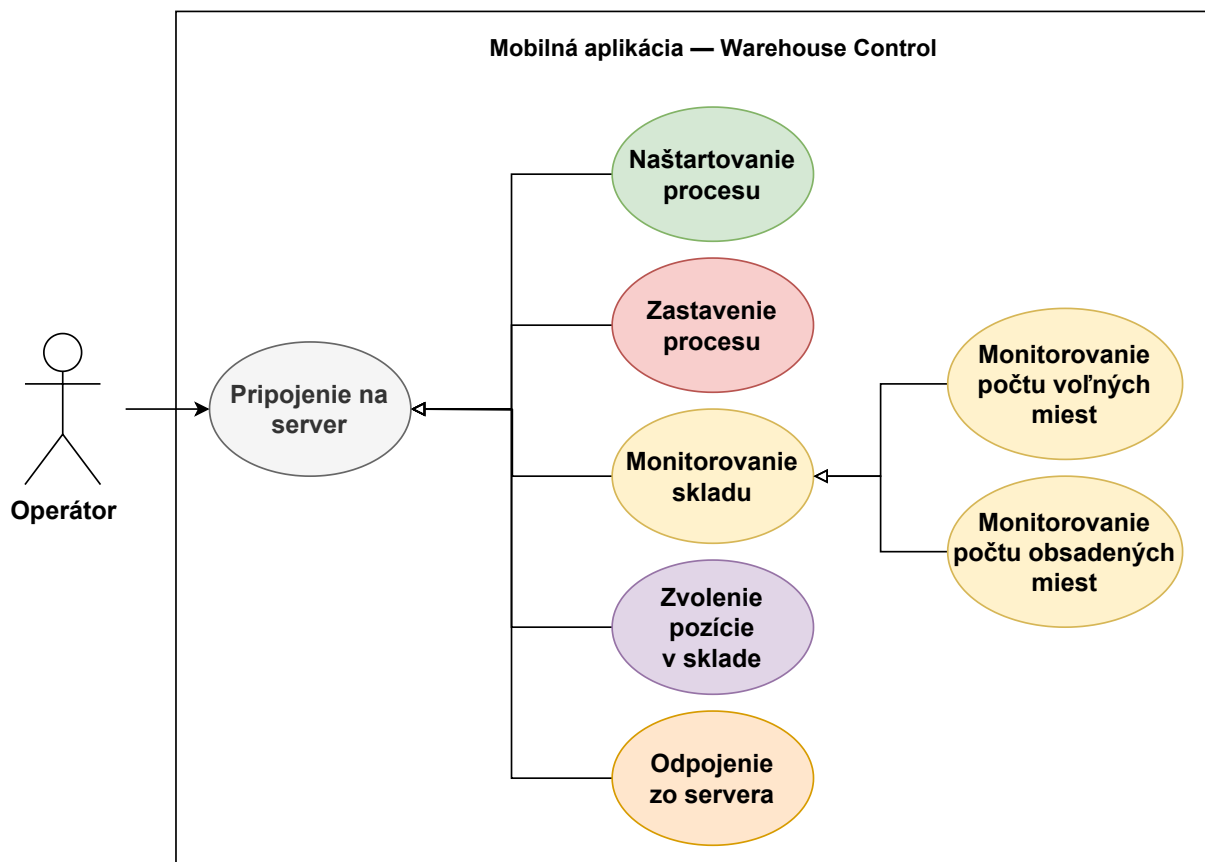 Mobilná aplikácia — Warehouse Control
Naštartovanie
procesu
Zastavenie
procesu
Monitorovanie
počtu voľných
miest
Pripojenie na
server
Monitorovanie
skladu
Operátor
Monitorovanie
počtu obsadených
miest
Zvolenie
pozície
v sklade
Odpojenie
zo servera